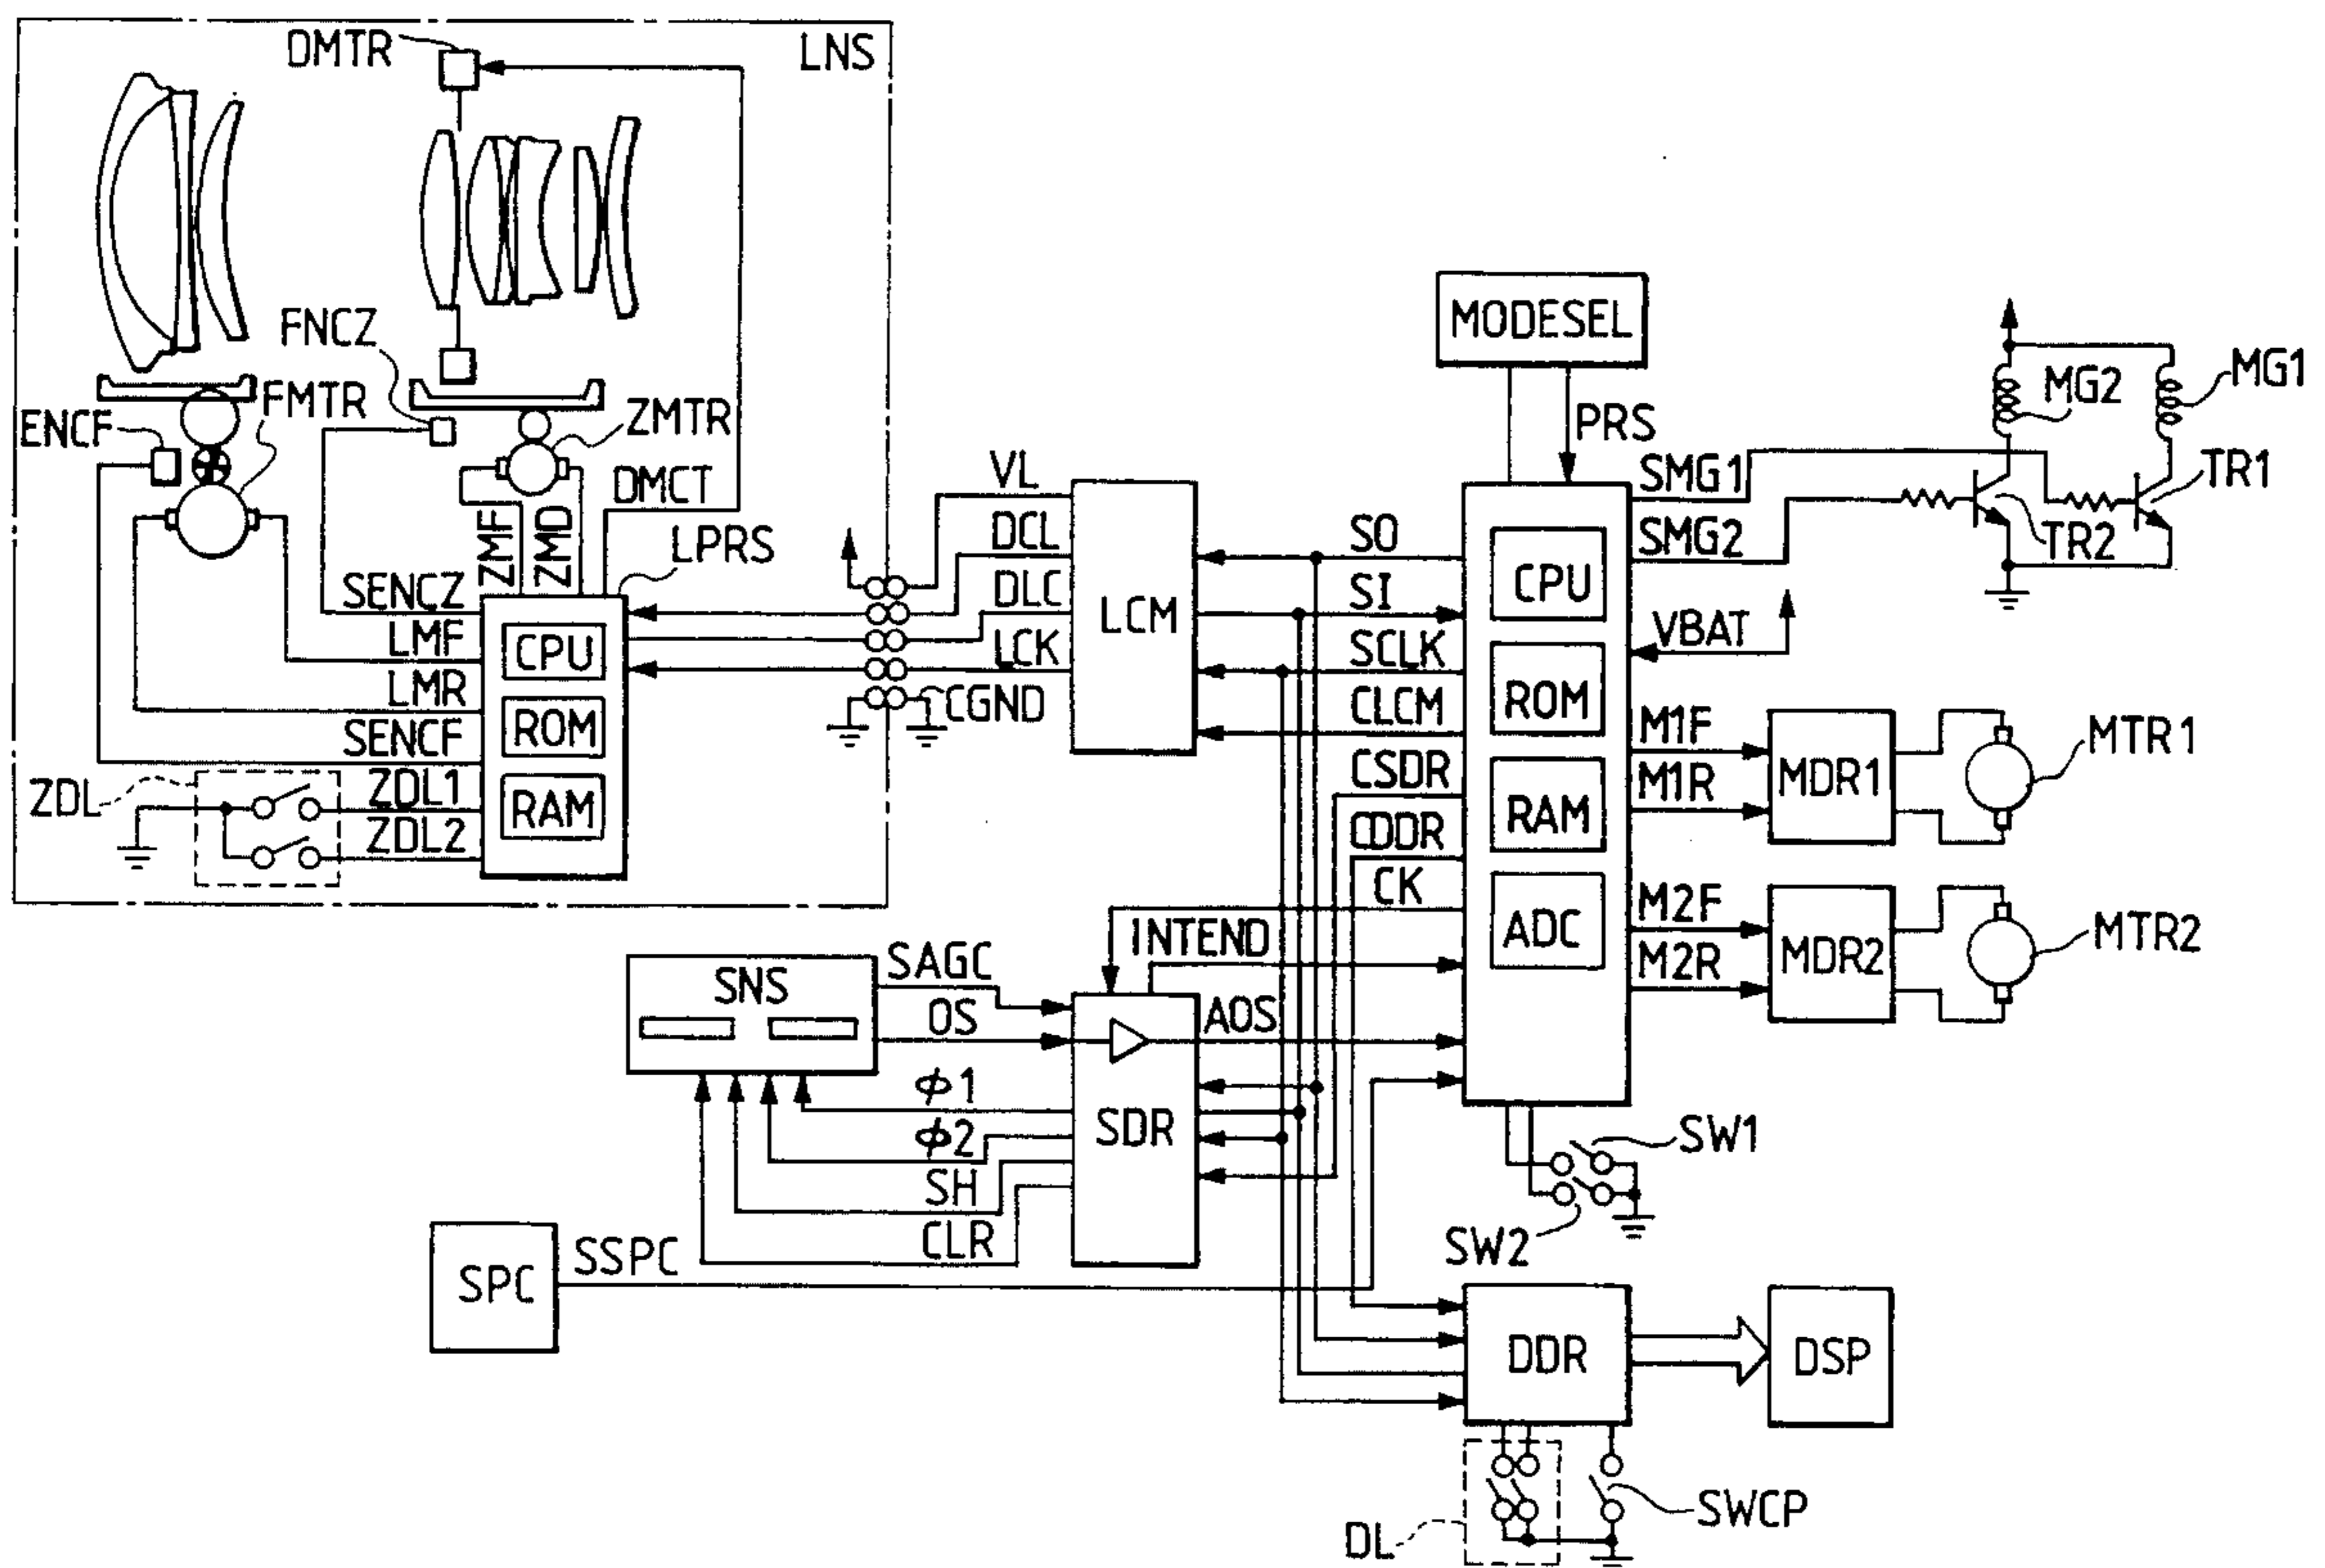 DMTR
LNS
FNCZ
FMTR
ENCF
ZMTR
DMCT
ZMF
ZMD
LPRS
SENCZ
LMF
LMR
SENCF
ZDL
ZDL1
ZDL2
CPU
ROM
RAM
VL
DCL
DLC
LCK
CGND
LCM
MODESEL
PRS
SO
SI
SCLK
CLCM
CSDR
CDDR
CK
INTEND
CPU
ROM
RAM
ADC
SMG1
SMG2
VBAT
M1F
M1R
M2F
M2R
MG2
MG1
TR1
TR2
MDR1
MTR1
MDR2
MTR2
SNS
SAGC
OS
AOS
SDR
φ1
φ2
SH
CLR
SPC
SSPC
SW1
SW2
DDR
DSP
DL
SWCP